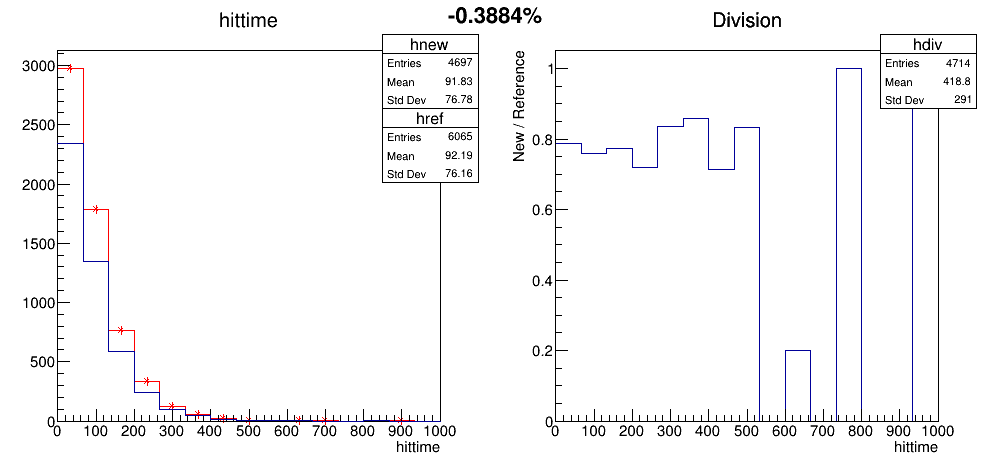 -0.3884%
hittime
hnew
Entries 4697
Mean 91.83
Std Dev 76.78
href
Entries 6065
Mean 92.19
Std Dev 76.16
3000
2500
2000
1500
1000
500
0
0 100 200 300 400 500 600 700 800 900 1000
hittime
Division
hdiv
Entries 4714
Mean 418.8
Std Dev 291
New / Reference
1
0.8
0.6
0.4
0.2
0
0 100 200 300 400 500 600 700 800 900 1000
hittime